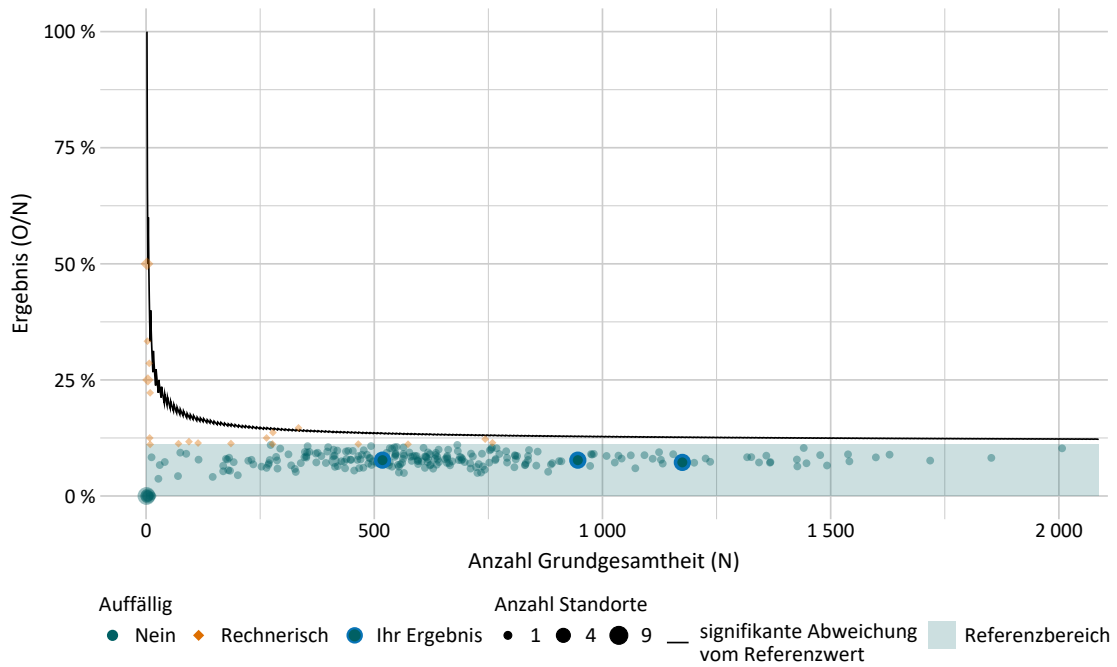 100 %
75 %
50 %
25 %
0 %
Ergebnis (O/N)
0
500
1 000
1 500
2 000
Anzahl Grundgesamtheit (N)
Auffällig
Nein
Rechnerisch
Ihr Ergebnis
Anzahl Standorte
1
4
9
signifikante Abweichung
vom Referenzwert
Referenzbereich